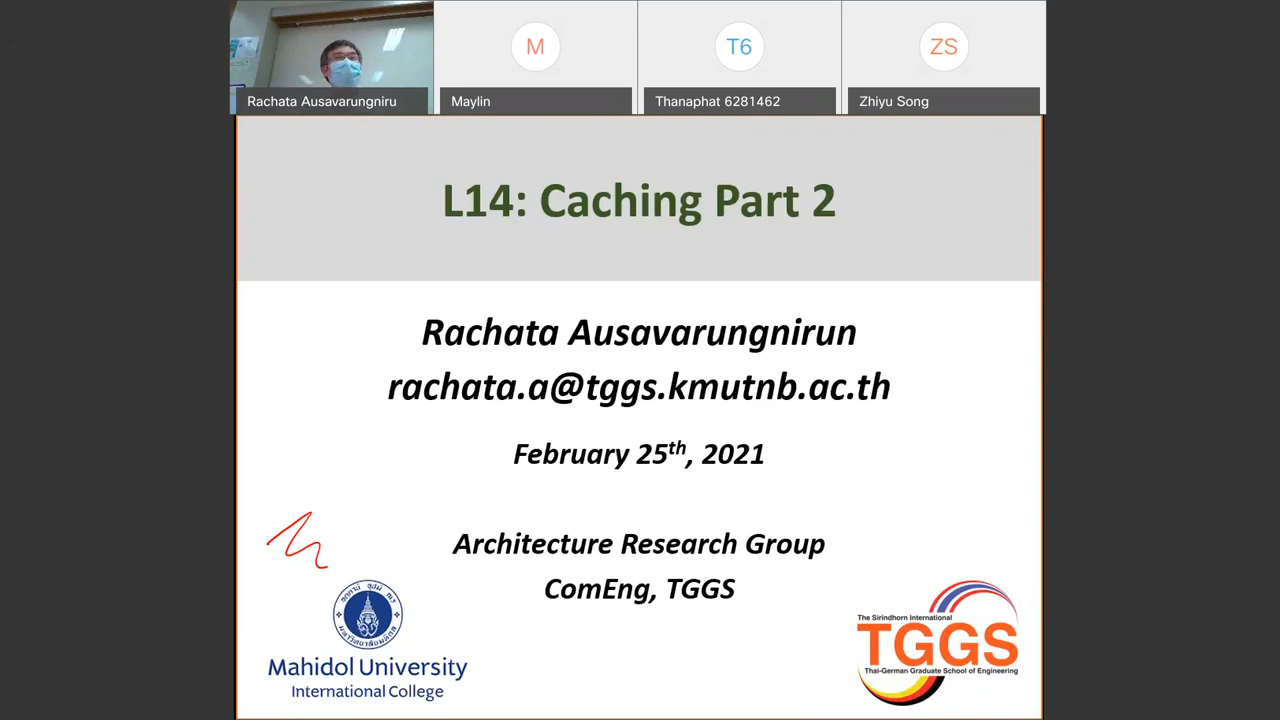 M
T6
ZS
Rachata Ausavarungniru
Maylin
Thanaphat 6281462
Zhiyu Song
L14: Caching Part 2
Rachata Ausavarungnirun
rachata.a@tggs.kmutnb.ac.th
February 25th, 2021
Architecture Research Group
ComEng, TGGS
Mahidol University
International College
The Sirindhorn International
TGGS
Thai-German Graduate School of Engineering